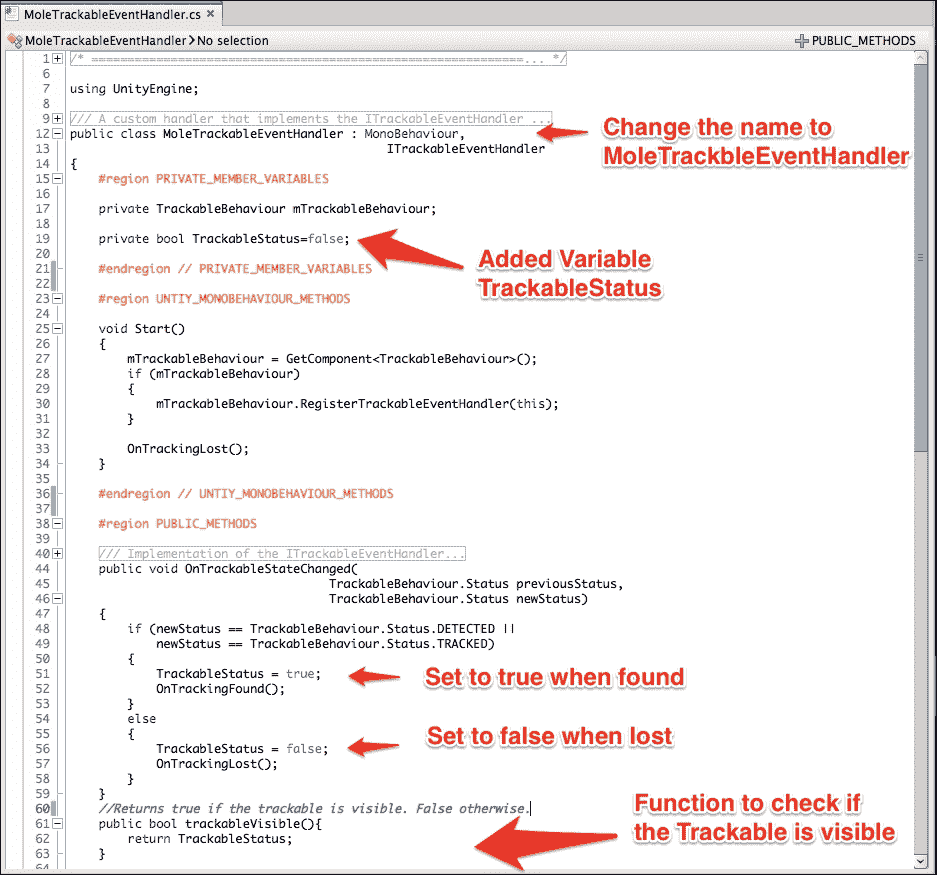 MoleTrackableEventHandler.cs ×
MoleTrackableEventHandler No selection
PUBLIC_METHODS
1 /* ============================================================... */
6
7 using UnityEngine;
8
9 /// A custom handler that implements the ITrackableEventHandler ...
12 public class MoleTrackableEventHandler : MonoBehaviour,
13 ITrackableEventHandler
Change the name to
MoleTrackbleEventHandler
14 {
15 #region PRIVATE_MEMBER_VARIABLES
16
17 private TrackableBehaviour mTrackableBehaviour;
18
19 private bool TrackableStatus=false;
20
Added Variable
TrackableStatus
21 #endregion // PRIVATE_MEMBER_VARIABLES
22
23 #region UNTIY_MONOBEHAVIOUR_METHODS
24
25 void Start()
26 {
27 mTrackableBehaviour = GetComponent<TrackableBehaviour>();
28 if (mTrackableBehaviour)
29 {
30 mTrackableBehaviour.RegisterTrackableEventHandler(this);
31 }
32
33 OnTrackingLost();
34 }
35
36 #endregion // UNTIY_MONOBEHAVIOUR_METHODS
37
38 #region PUBLIC_METHODS
39
40 /// Implementation of the ITrackableEventHandler...
44 public void OnTrackableStateChanged(
45 TrackableBehaviour.Status previousStatus,
46 TrackableBehaviour.Status newStatus)
47 {
48 if (newStatus == TrackableBehaviour.Status.DETECTED ||
49 newStatus == TrackableBehaviour.Status.TRACKED)
50 {
51 TrackableStatus = true;
Set to true when found
52 OnTrackingFound();
53 }
54 else
55 {
56 TrackableStatus = false;
Set to false when lost
57 OnTrackingLost();
58 }
59 }
60 //Returns true if the trackable is visible. False otherwise.
61 public bool trackableVisible(){
62 return TrackableStatus;
63 }
Function to check if
the Trackable is visible
64